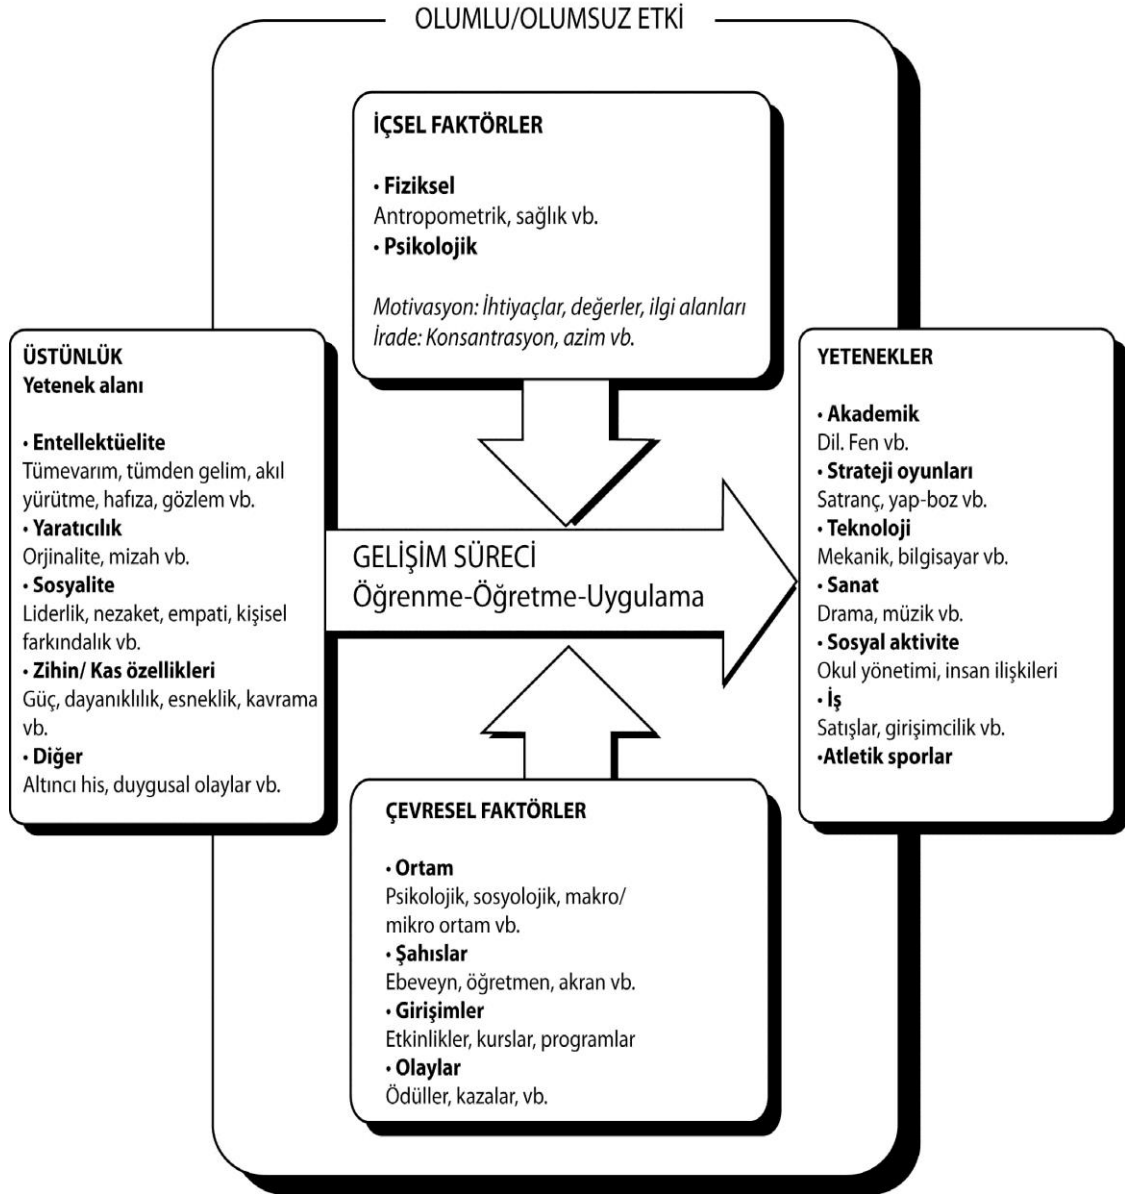 OLUMLU/OLUMSUZ ETKİ
İÇSEL FAKTÖRLER
• Fiziksel
Antropometrik, sağlık vb.
• Psikolojik
Motivasyon: İhtiyaçlar, değerler, ilgi alanları
İrade: Konsantrasyon, azim vb.
ÜSTÜNLÜK
Yetenek alanı
• Entellektüelite
Tümevarım, tümden gelim, akıl
yürütme, hafıza, gözlem vb.
• Yaratıcılık
Orjinalite, mizah vb.
• Sosyalite
Liderlik, nezaket, empati, kişisel
farkındalık vb.
• Zihin/ Kas özellikleri
Güç, dayanıklılık, esneklik, kavrama
vb.
• Diğer
Altıncı his, duygusal olaylar vb.
GELİŞİM SÜRECİ
Öğrenme-Öğretme-Uygulama
YETENEKLER
• Akademik
Dil. Fen vb.
• Strateji oyunları
Satranç, yap-boz vb.
• Teknoloji
Mekanik, bilgisayar vb.
• Sanat
Drama, müzik vb.
• Sosyal aktivite
Okul yönetimi, insan ilişkileri
• İş
Satışlar, girişimcilik vb.
•Atletik sporlar
ÇEVRESEL FAKTÖRLER
• Ortam
Psikolojik, sosyolojik, makro/
mikro ortam vb.
• Şahıslar
Ebeveyn, öğretmen, akran vb.
• Girişimler
Etkinlikler, kurslar, programlar
• Olaylar
Ödüller, kazalar, vb.